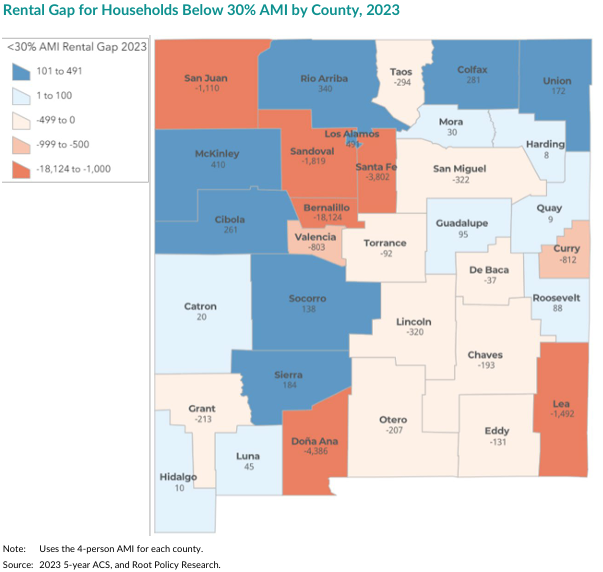 Rental Gap for Households Below 30% AMI by County, 2023
<30% AMI Rental Gap 2023
101 to 491
1 to 100
-499 to 0
-999 to -500
-18,124 to -1,000
San Juan
-1,110
Rio Arriba
340
Taos
-294
Colfax
281
Union
172
Mora
30
Harding
8
Los Alamos
491
McKinley
410
Sandoval
-1,819
Santa Fe
-3,802
San Miguel
-322
Bernalillo
-18,124
Cibola
261
Valencia
-803
Torrance
-92
Guadalupe
95
Quay
9
Curry
-812
De Baca
-37
Roosevelt
88
Catron
20
Socorro
138
Lincoln
-320
Chaves
-193
Sierra
184
Grant
-213
Doña Ana
-4,386
Otero
-207
Eddy
-131
Lea
-1,492
Luna
45
Hidalgo
10
Note: Uses the 4-person AMI for each county.
Source: 2023 5-year ACS, and Root Policy Research.